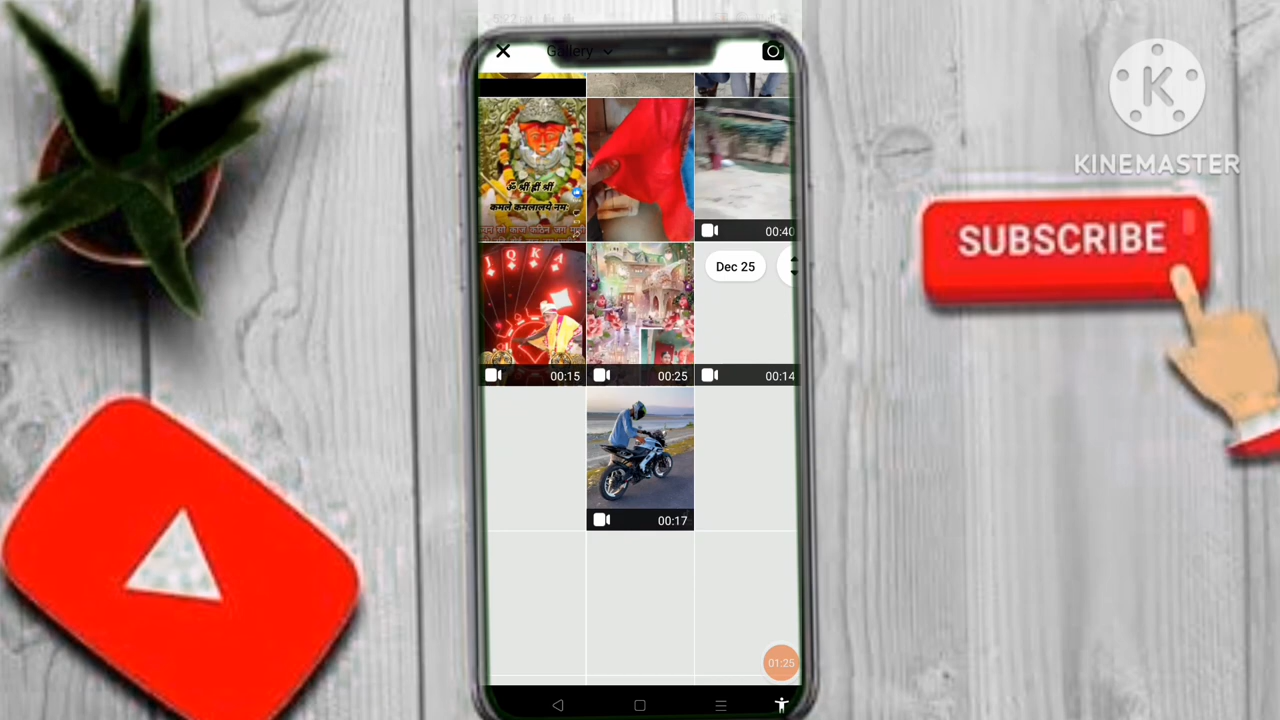 Gallery
KINEMASTER
SUBSCRIBE
ॐ श्रीं ह्रीं श्रीं
कमले कमलालये नमः
00:40
J Q K A
Dec 25
00:15
00:25
00:14
00:17
01:25